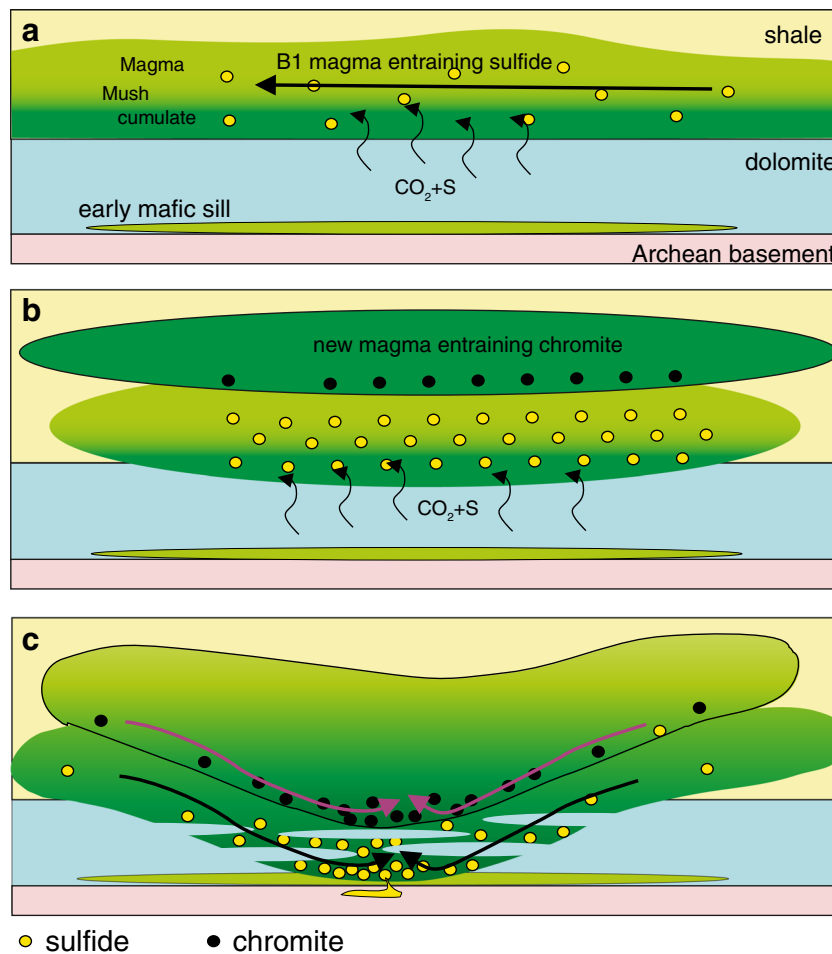 a
shale
Magma
B1 magma entraining sulfide
Mush
cumulate
dolomite
CO2+S
early mafic sill
Archean basement
b
new magma entraining chromite
CO2+S
c
sulfide
chromite